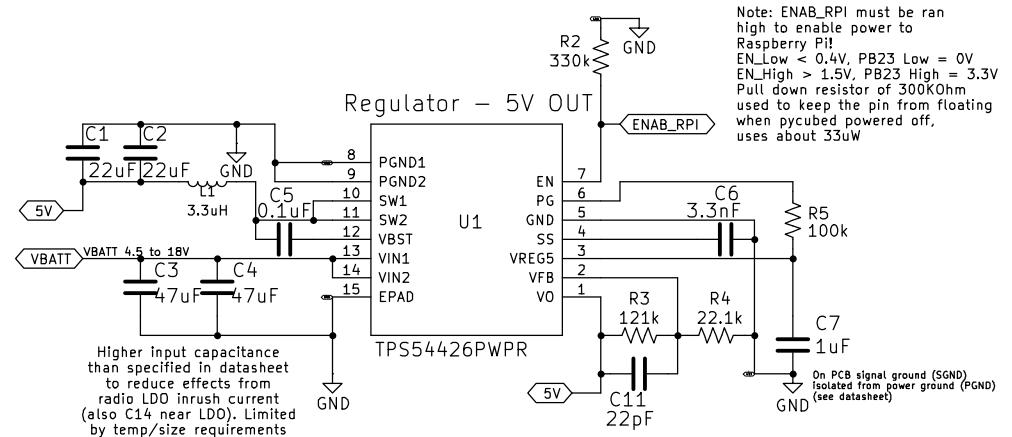 Note: ENAB_RPI must be ran
high to enable power to
Raspberry Pi!
EN_Low < 0.4V, PB23 Low = 0V
EN_High > 1.5V, PB23 High = 3.3V
Pull down resistor of 300KOhm
used to keep the pin from floating
when pycubed powered off,
uses about 33uW
R2
330k
GND
ENAB_RPI
Regulator – 5V OUT
C1
22uF
C2
22uF
GND
L1
3.3uH
5V
C5
0.1uF
VBATT
VBATT 4.5 to 18V
C3
47uF
C4
47uF
8
PGND1
9
PGND2
10
SW1
11
SW2
12
VBST
13
VIN1
14
VIN2
15
EPAD
U1
EN
7
PG
6
GND
5
SS
4
VREG5
3
VFB
2
VO
1
TPS54426PWPR
C6
3.3nF
R5
100k
R3
121k
R4
22.1k
C7
1uF
C11
22pF
5V
GND
GND
On PCB signal ground (SGND)
isolated from power ground (PGND)
(see datasheet)
Higher input capacitance
than specified in datasheet
to reduce effects from
radio LDO inrush current
(also C14 near LDO). Limited
by temp/size requirements